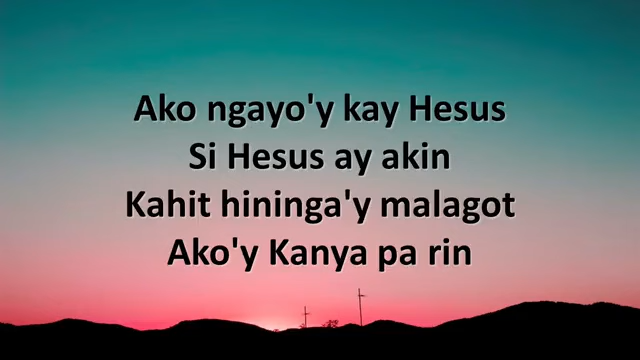 Ako ngayo'y kay Hesus
Si Hesus ay akin
Kahit hininga'y malagot
Ako'y Kanya pa rin